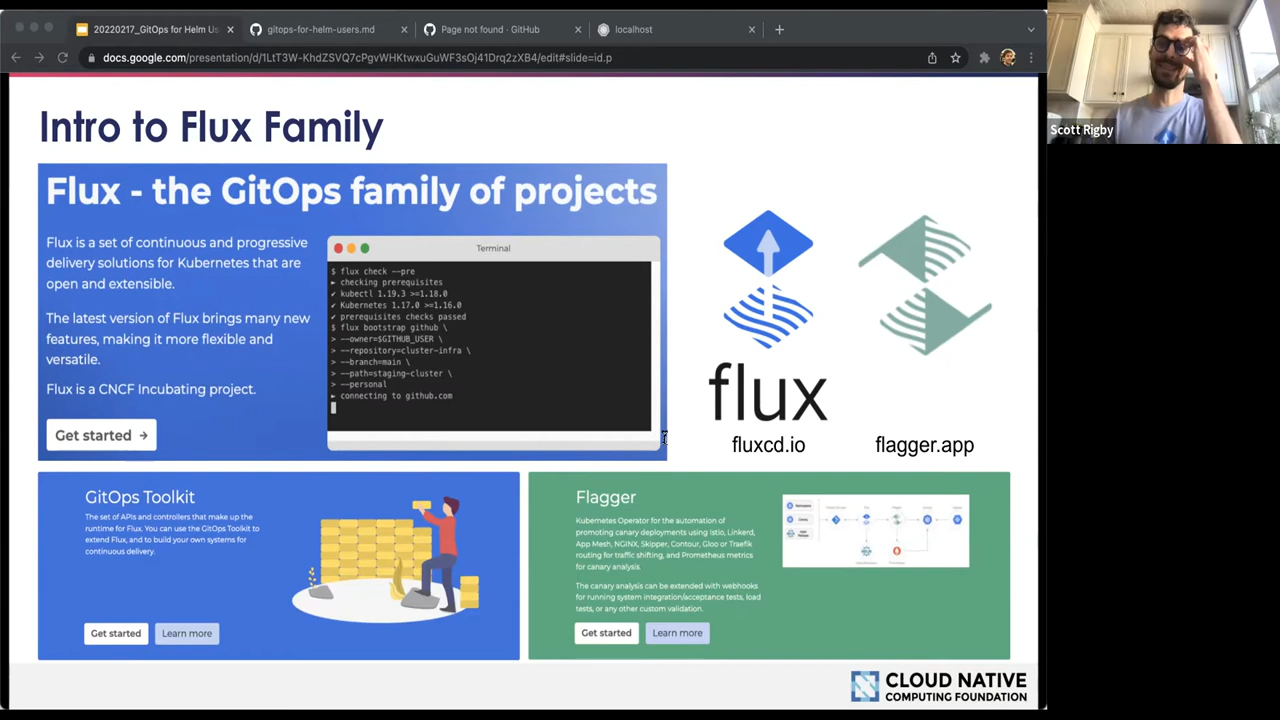 20220217_GitOps for Helm Us
gitops-for-helm-users.md
Page not found · GitHub
localhost
docs.google.com/presentation/d/1LtT3W-KhdZSVQ7cPgvWHKtwxuGuWF3sOj41Drq2zXB4/edit#slide=id.p
Scott Rigby
Intro to Flux Family
Flux - the GitOps family of projects
Flux is a set of continuous and progressive
delivery solutions for Kubernetes that are
open and extensible.
The latest version of Flux brings many new
features, making it more flexible and
versatile.
Flux is a CNCF Incubating project.
Get started →
Terminal
$ flux check --pre
► checking prerequisites
✔ kubectl 1.19.3 >=1.18.0
✔ Kubernetes 1.17.0 >=1.16.0
✔ prerequisites checks passed
$ flux bootstrap github \
> --owner=$GITHUB_USER \
> --repository=cluster-infra \
> --branch=main \
> --path=staging-cluster \
> --personal
► connecting to github.com
flux
fluxcd.io
flagger.app
GitOps Toolkit
The set of APIs and controllers that make up the
runtime for Flux. You can use the GitOps Toolkit to
extend Flux, and to build your own systems for
continuous delivery.
Get started
Learn more
Flagger
Kubernetes Operator for the automation of
promoting canary deployments using Istio, Linkerd,
App Mesh, NGINX, Skipper, Contour, Gloo or Traefik
routing for traffic shifting, and Prometheus metrics
for canary analysis.
The canary analysis can be extended with webhooks
for running system integration/acceptance tests, load
tests, or any other custom validation.
Get started
Learn more
CLOUD NATIVE
COMPUTING FOUNDATION